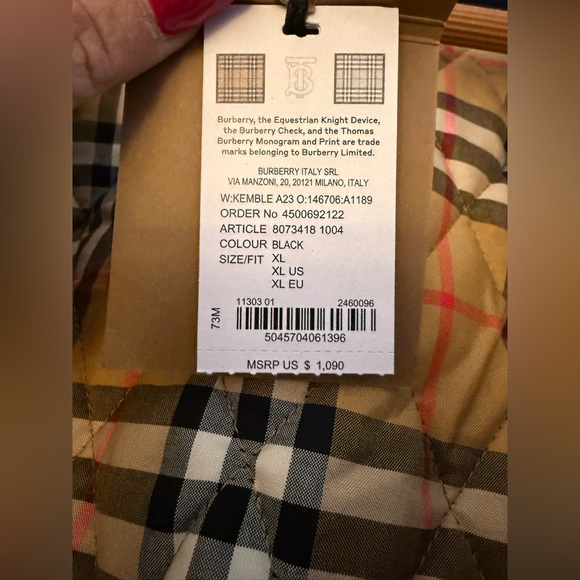 Burberry, the Equestrian Knight Device,
the Burberry Check, and the Thomas
Burberry Monogram and Print are trade
marks belonging to Burberry Limited.
BURBERRY ITALY SRL
VIA MANZONI, 20, 20121 MILANO, ITALY
W:KEMBLE A23 O:146706:A1189
ORDER No 4500692122
ARTICLE 8073418 1004
COLOUR BLACK
SIZE/FIT XL
XL US
XL EU
11303 01 2460096
73M
5045704061396
MSRP US $ 1,090